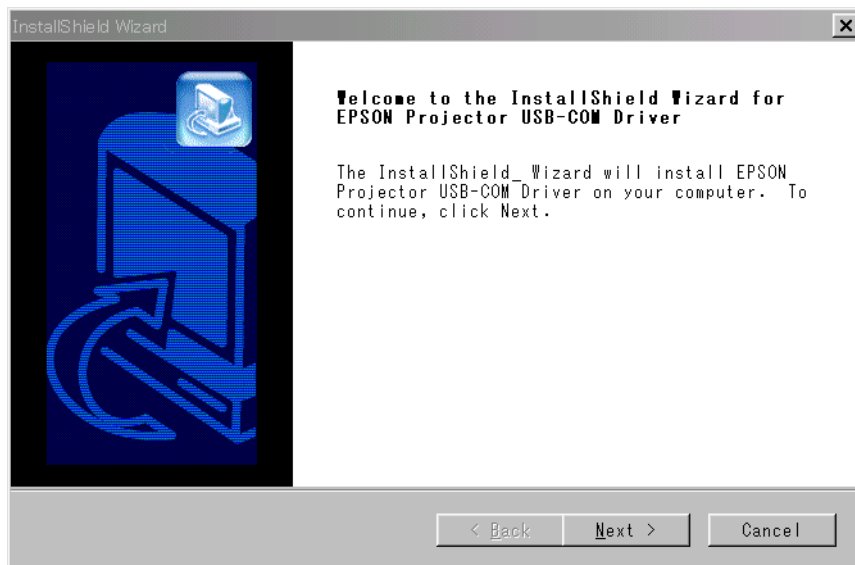 InstallShield Wizard
Welcome to the InstallShield Wizard for
EPSON Projector USB-COM Driver
The InstallShield_ Wizard will install EPSON
Projector USB-COM Driver on your computer. To
continue, click Next.
< Back Next > Cancel